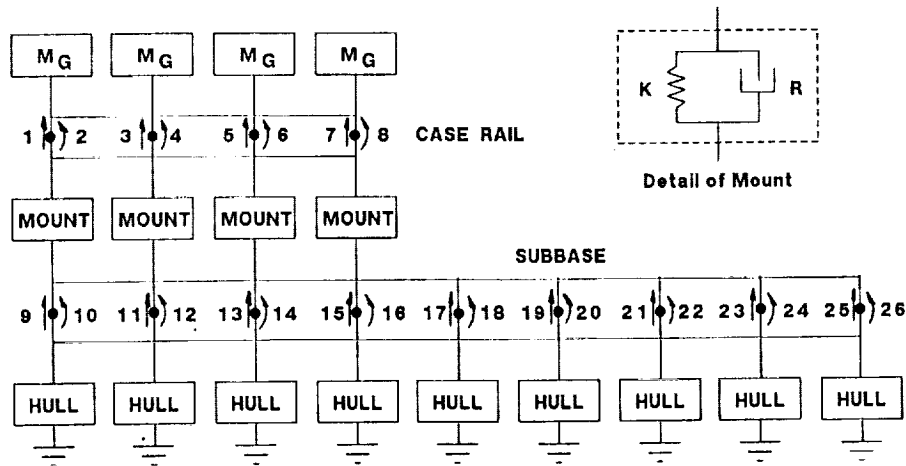 M_G M_G M_G M_G
K R
1 2 3 4 5 6 7 8 CASE RAIL
Detail of Mount
MOUNT MOUNT MOUNT MOUNT
SUBBASE
9 10 11 12 13 14 15 16 17 18 19 20 21 22 23 24 25 26
HULL HULL HULL HULL HULL HULL HULL HULL HULL